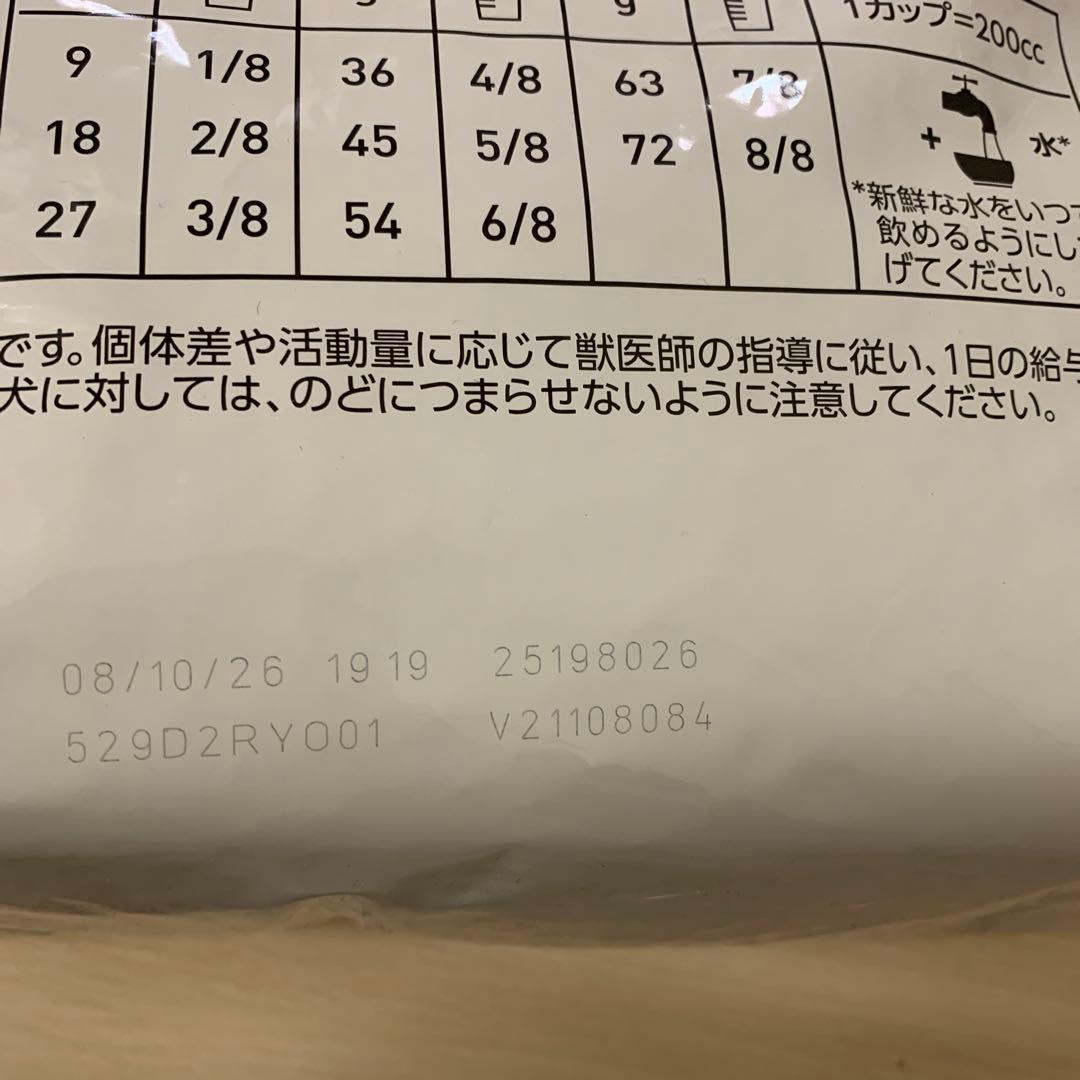 g g
1カップ=200cc
9 1/8 36 4/8 63 7/8
18 2/8 45 5/8 72 8/8
27 3/8 54 6/8
+ 水*
*新鮮な水をいつで
飲めるようにし
げてください。
です。個体差や活動量に応じて獣医師の指導に従い、1日の給与
犬に対しては、のどにつまらせないように注意してください。
08/10/26 1919 25198026
529D2RYO01 V21108084